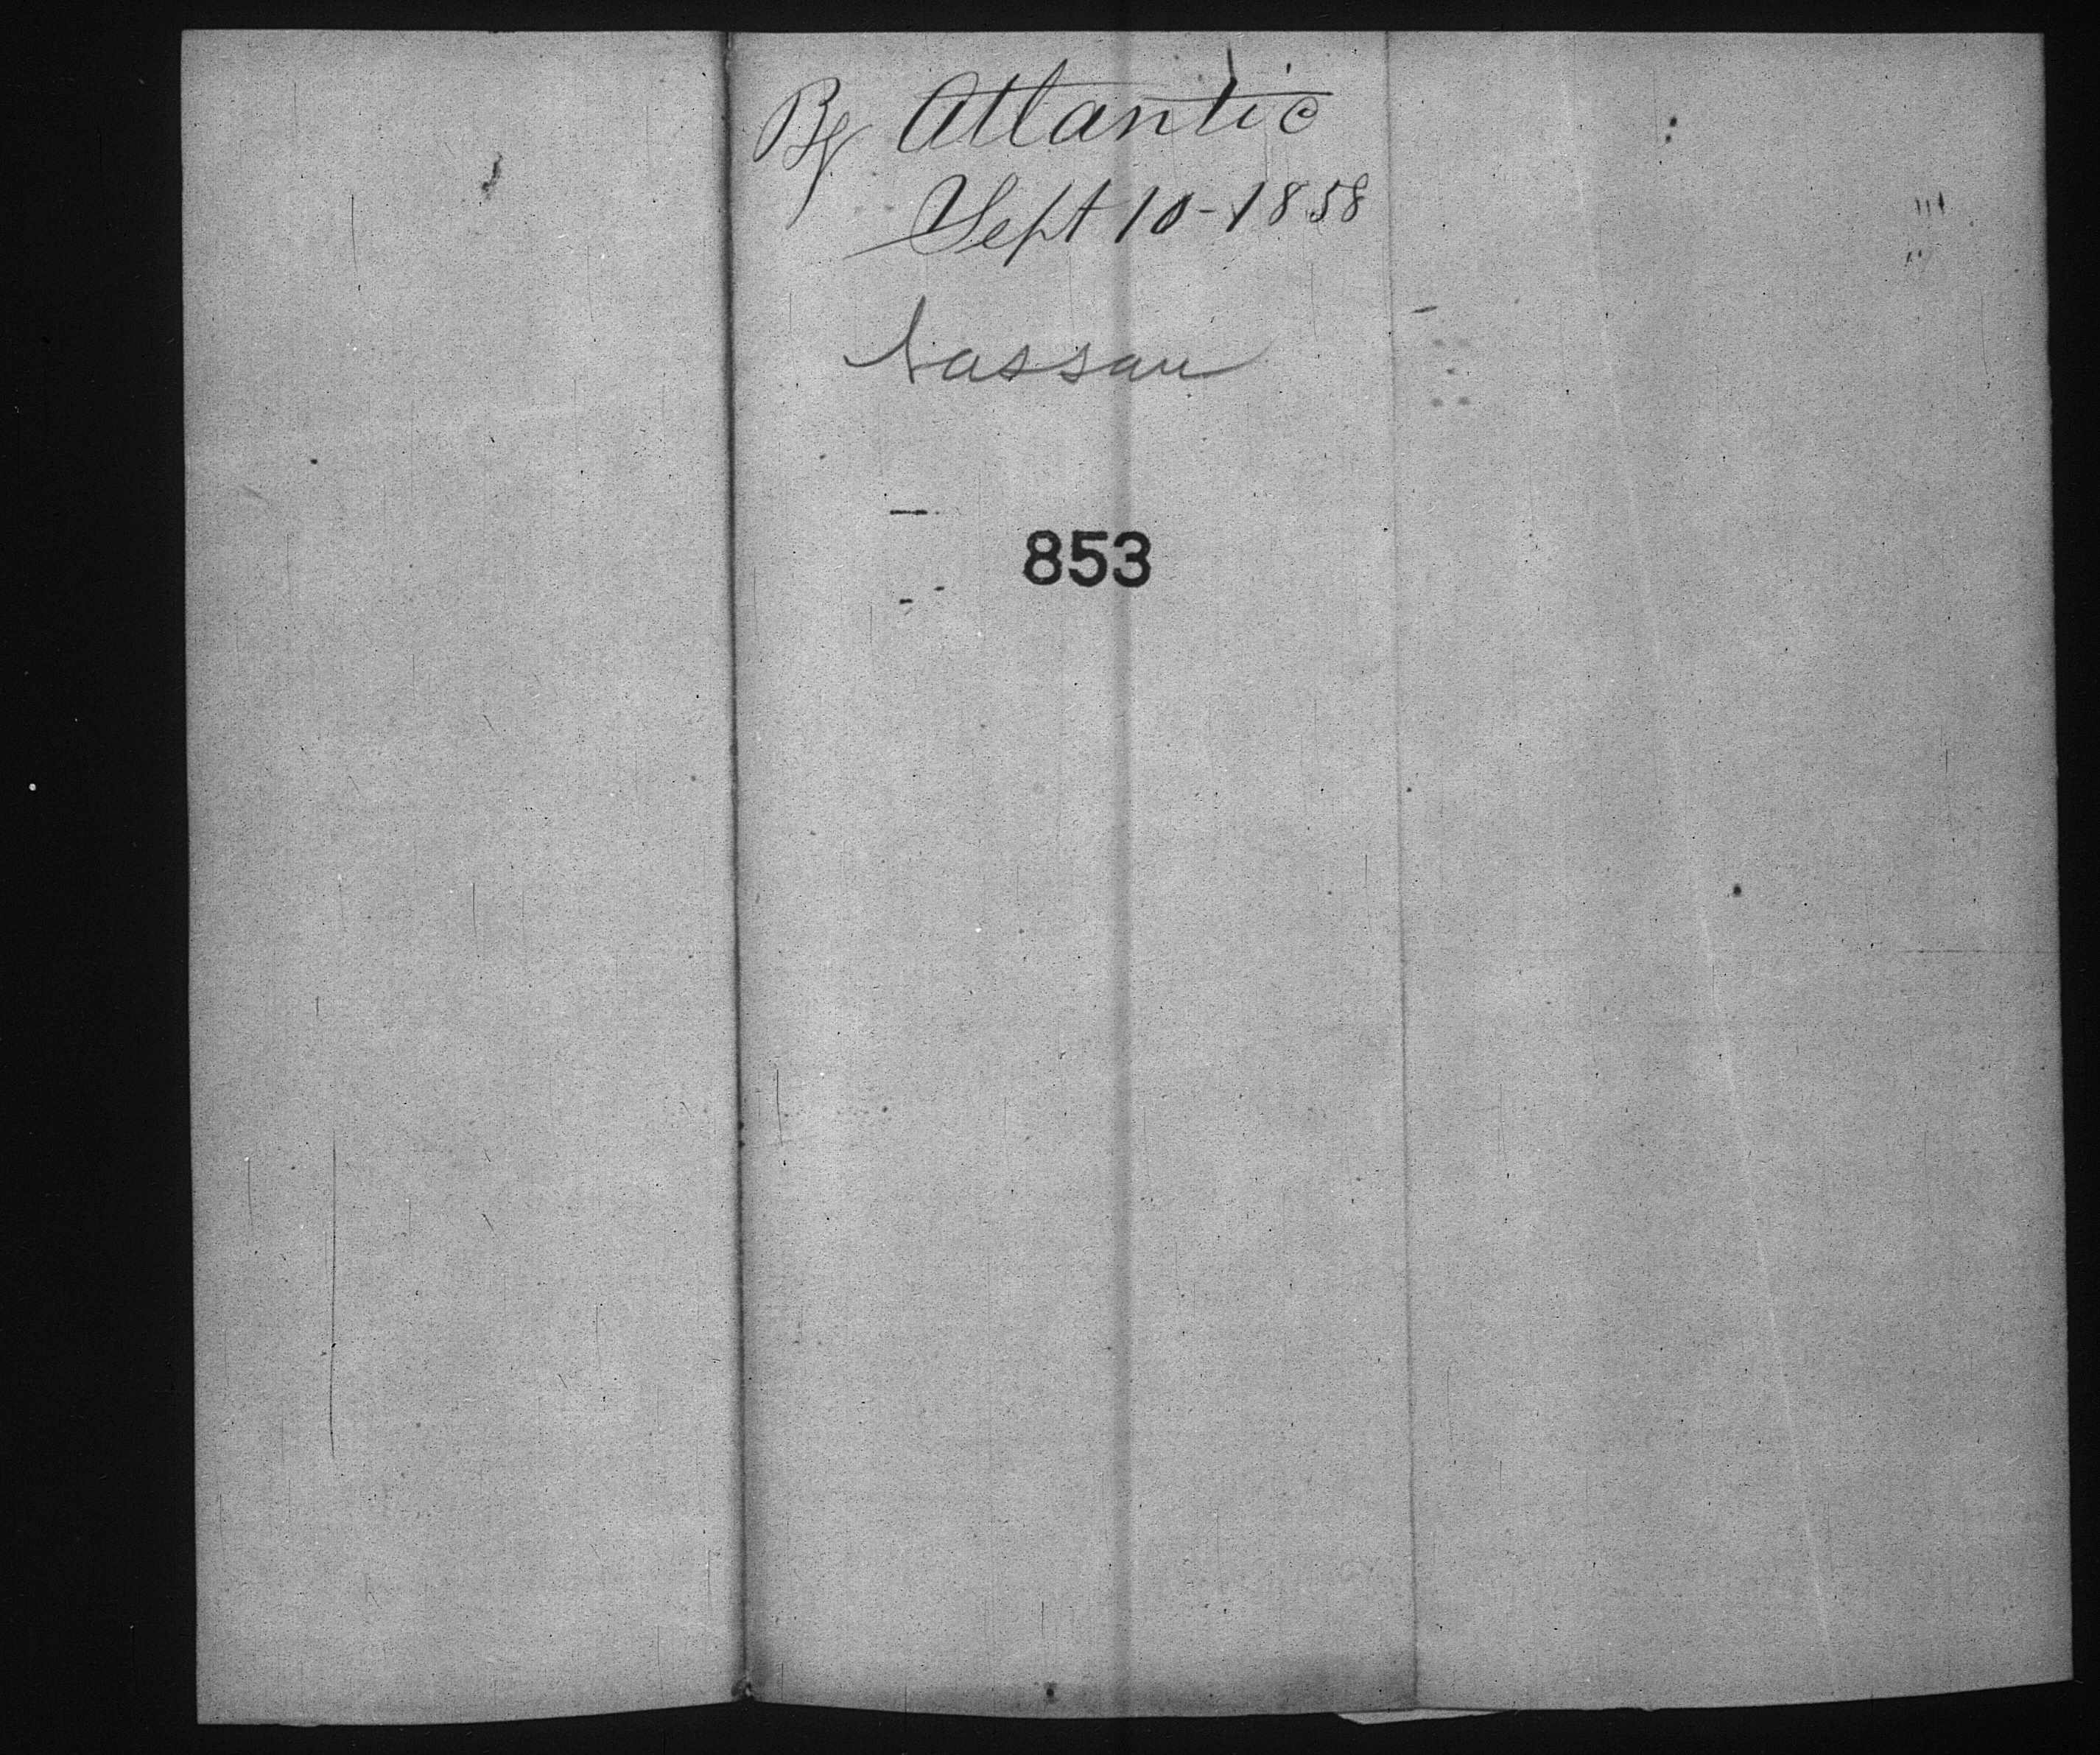 Bg Atlantic
Sept 10-1858
Nassau
853